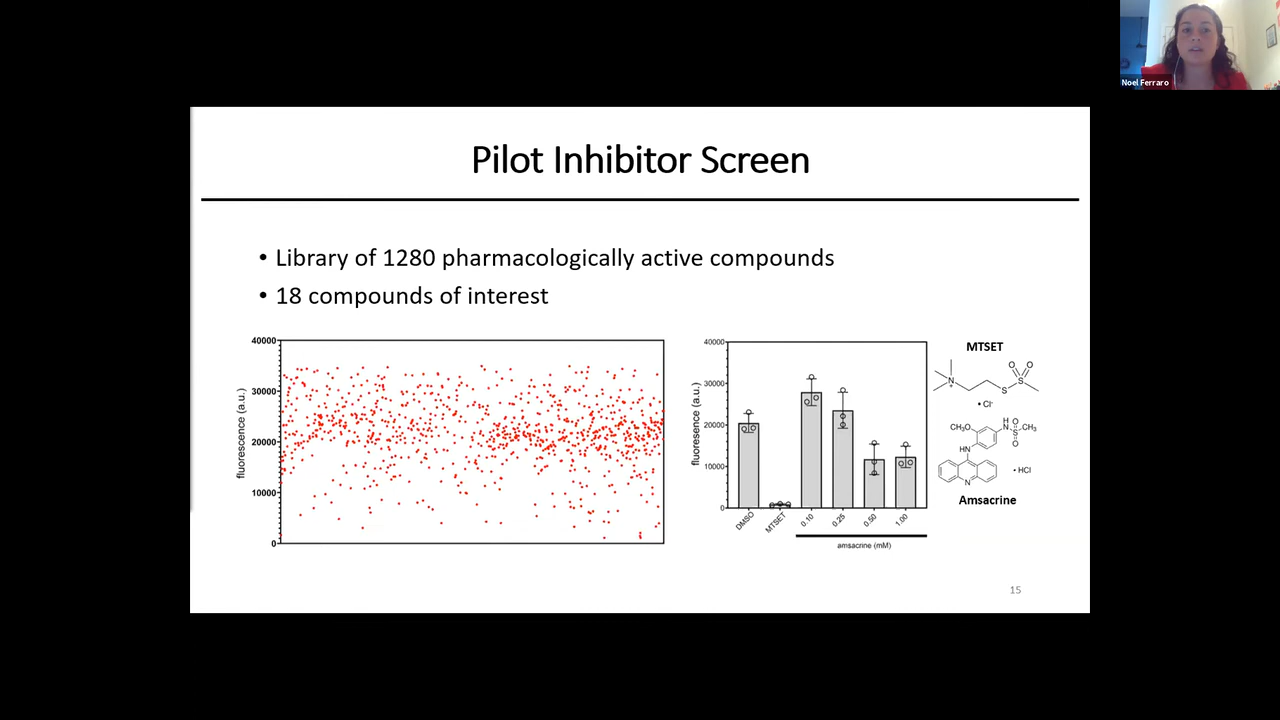 Noel Ferraro
Pilot Inhibitor Screen
• Library of 1280 pharmacologically active compounds
• 18 compounds of interest
40000
30000
20000
10000
0
fluorescence (a.u.)
40000
30000
20000
10000
0
fluoresence (a.u.)
DMSO
MTSET
0.10
0.25
0.50
1.00
amsacrine (mM)
MTSET
N+
S
S
O
O
• Cl-
CH3O
N
H
S
O
O
CH3
HN
N
• HCl
Amsacrine
15